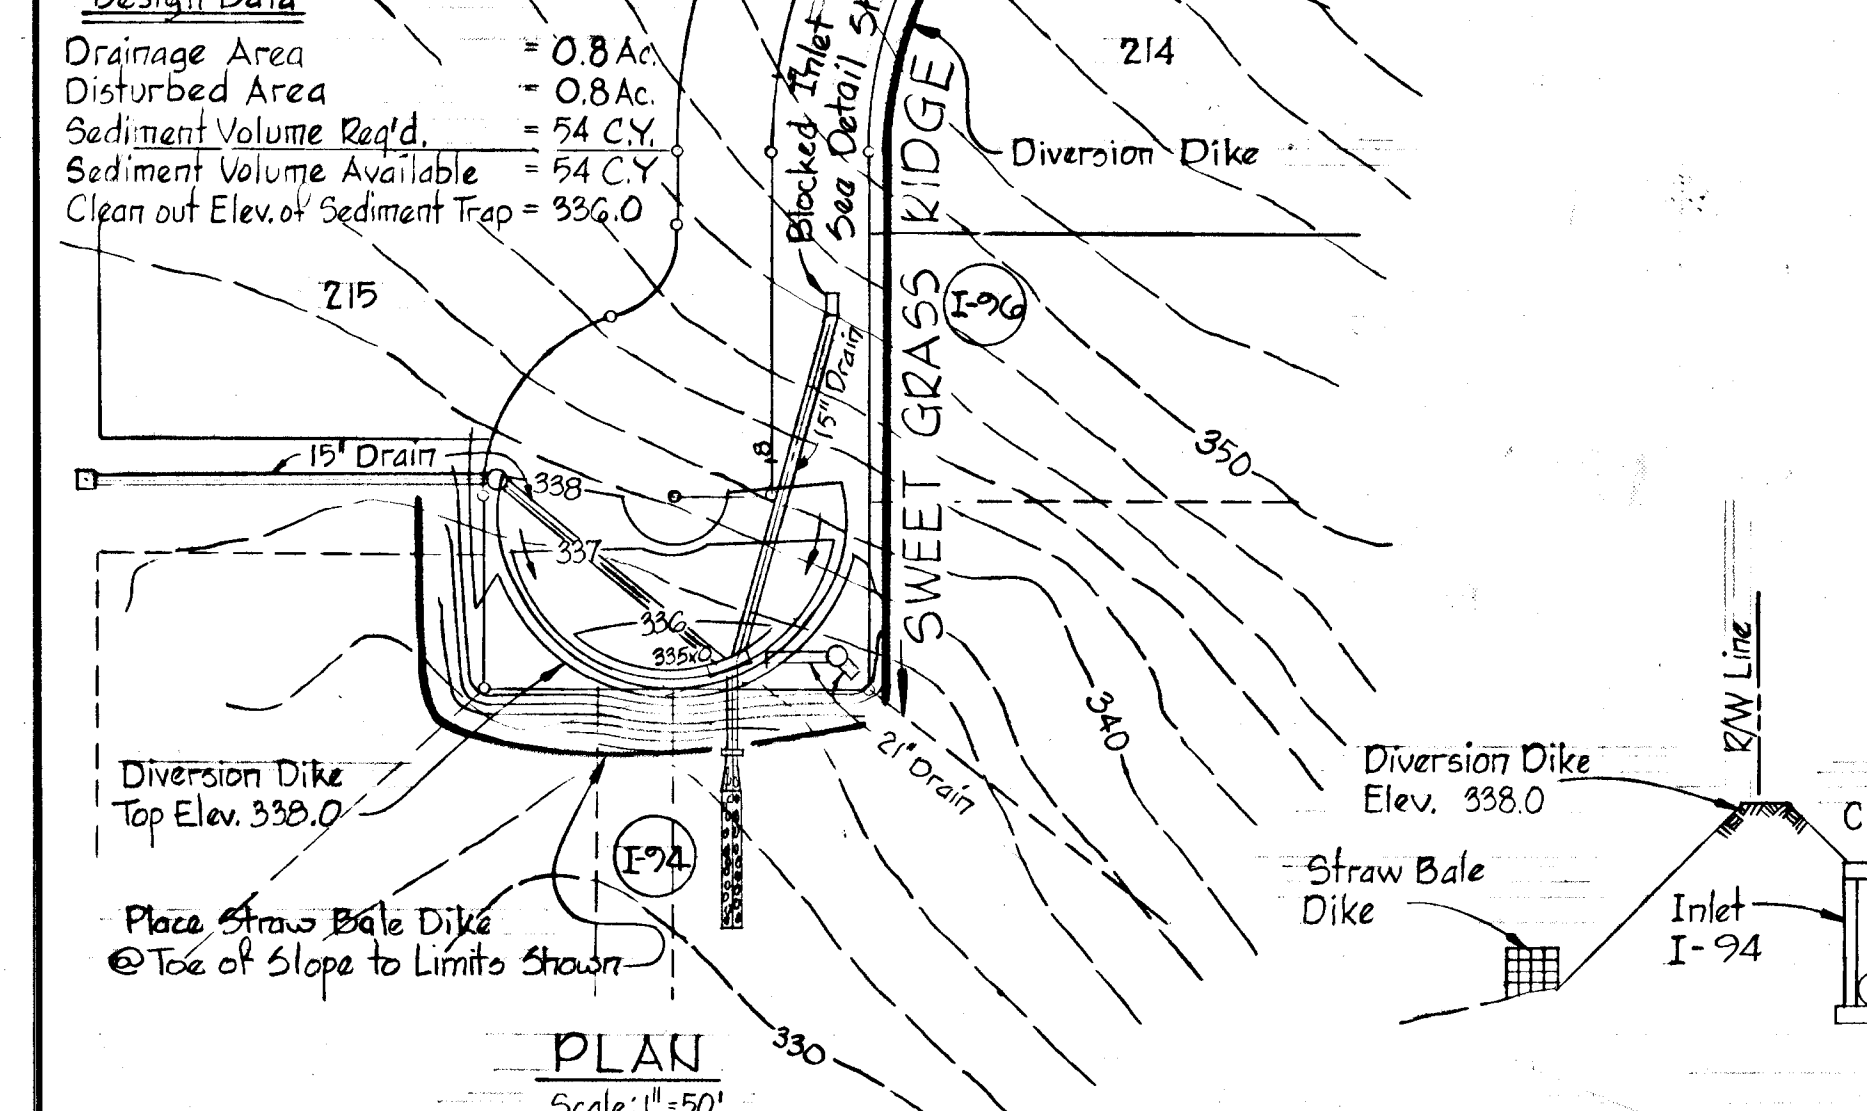 Design Data
Drainage Area = 0.8 Ac.
Disturbed Area = 0.8 Ac.
Sediment Volume Req'd. = 54 C.Y.
Sediment Volume Available = 54 C.Y
Clean out Elev. of Sediment Trap = 336.0
Blocked Inlet
See Detail
214
Diversion Dike
SWEET GRASS RIDGE
215
I-96
15" Drain
15" Drain
8
350
338
337
336
335x0
340
21" Drain
R/W Line
Diversion Dike
Top Elev. 338.0
I-94
Place Straw Bale Dike
@ Toe of Slope to Limits Shown
330
Diversion Dike
Elev. 338.0
Straw Bale
Dike
Inlet
I-94
C
PLAN
Scale: 1"=50'